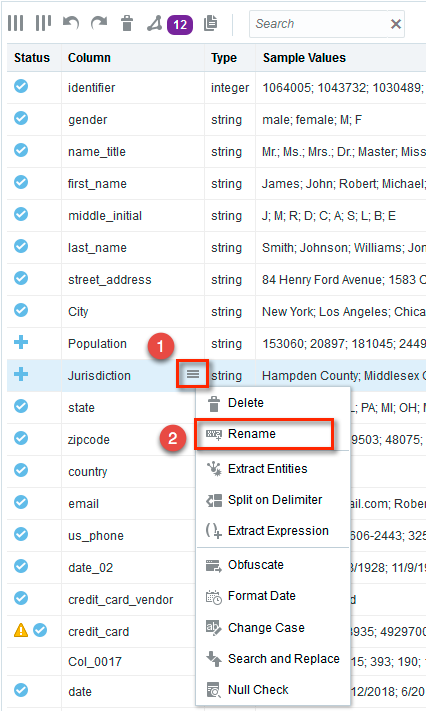 12 Search ×
Status Column Type Sample Values
identifier integer 1064005; 1043732; 1030489;
gender string male; female; M; F
name_title string Mr.; Ms.; Mrs.; Dr.; Master; Miss
first_name string James; John; Robert; Michael;
middle_initial string J; M; R; D; C; A; S; L; B; E
last_name string Smith; Johnson; Williams; Jon
street_address string 84 Henry Ford Avenue; 1583 C
City string New York; Los Angeles; Chica
1
Population string 153060; 20897; 181045; 2449
Jurisdiction string Hampden County; Middlesex C
state Delete L; PA; MI; OH; M
2
zipcode Rename 9503; 48075;
country Extract Entities
email Split on Delimiter ail.com; Rober
us_phone Extract Expression 606-2443; 325
date_02 Obfuscate /1928; 11/9/19
credit_card_vendor Format Date d
credit_card Change Case 3935; 4929700
Col_0017 Search and Replace 15; 393; 190; 1
date Null Check 12/2018; 6/20